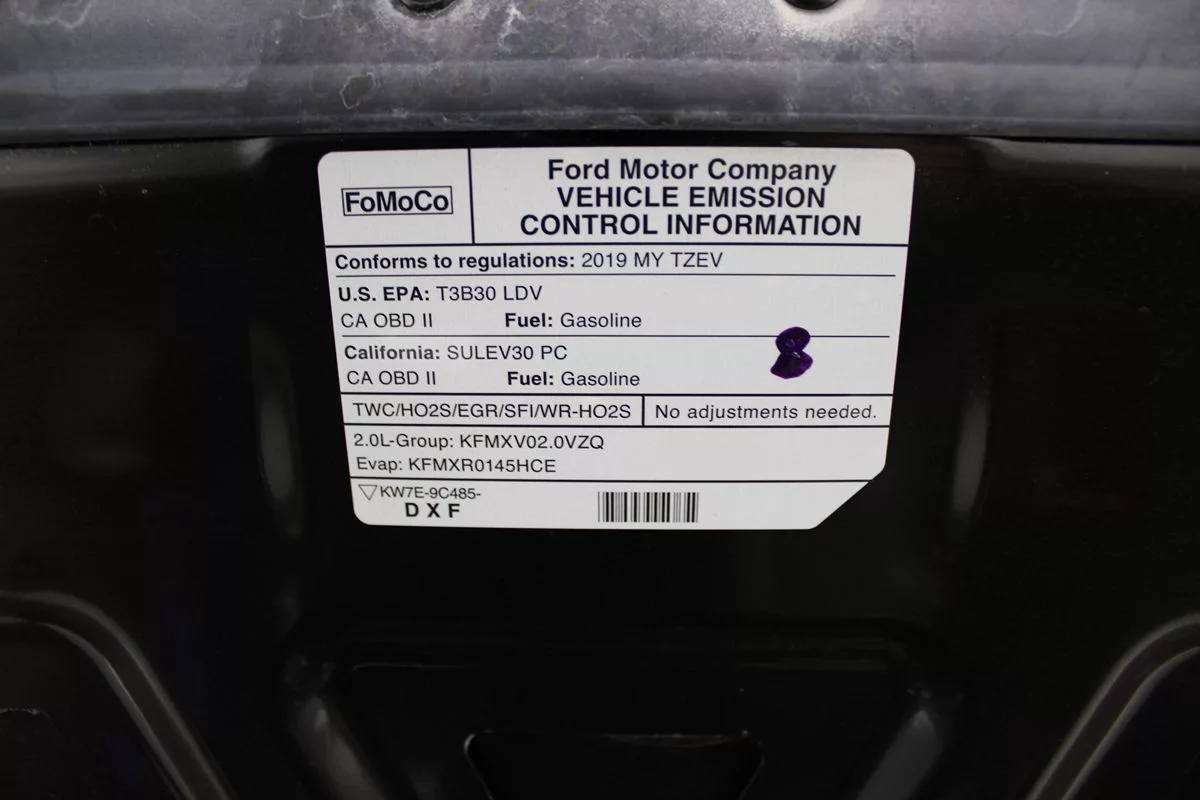 FoMoCo
Ford Motor Company
VEHICLE EMISSION
CONTROL INFORMATION
Conforms to regulations: 2019 MY TZEV
U.S. EPA: T3B30 LDV
CA OBD II Fuel: Gasoline
California: SULEV30 PC
CA OBD II Fuel: Gasoline
TWC/HO2S/EGR/SFI/WR-HO2S No adjustments needed.
2.0L-Group: KFMXV02.0VZQ
Evap: KFMXR0145HCE
KW7E-9C485-
D X F